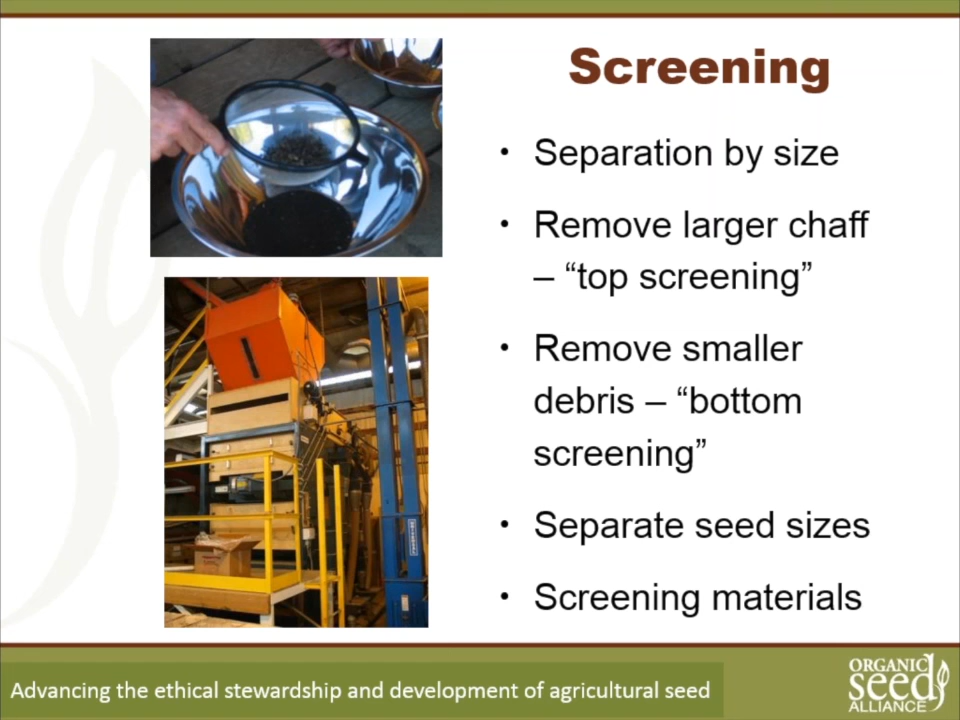 Screening
• Separation by size
• Remove larger chaff
– “top screening”
• Remove smaller
debris – “bottom
screening”
• Separate seed sizes
• Screening materials
Advancing the ethical stewardship and development of agricultural seed
ORGANIC
seed
ALLIANCE